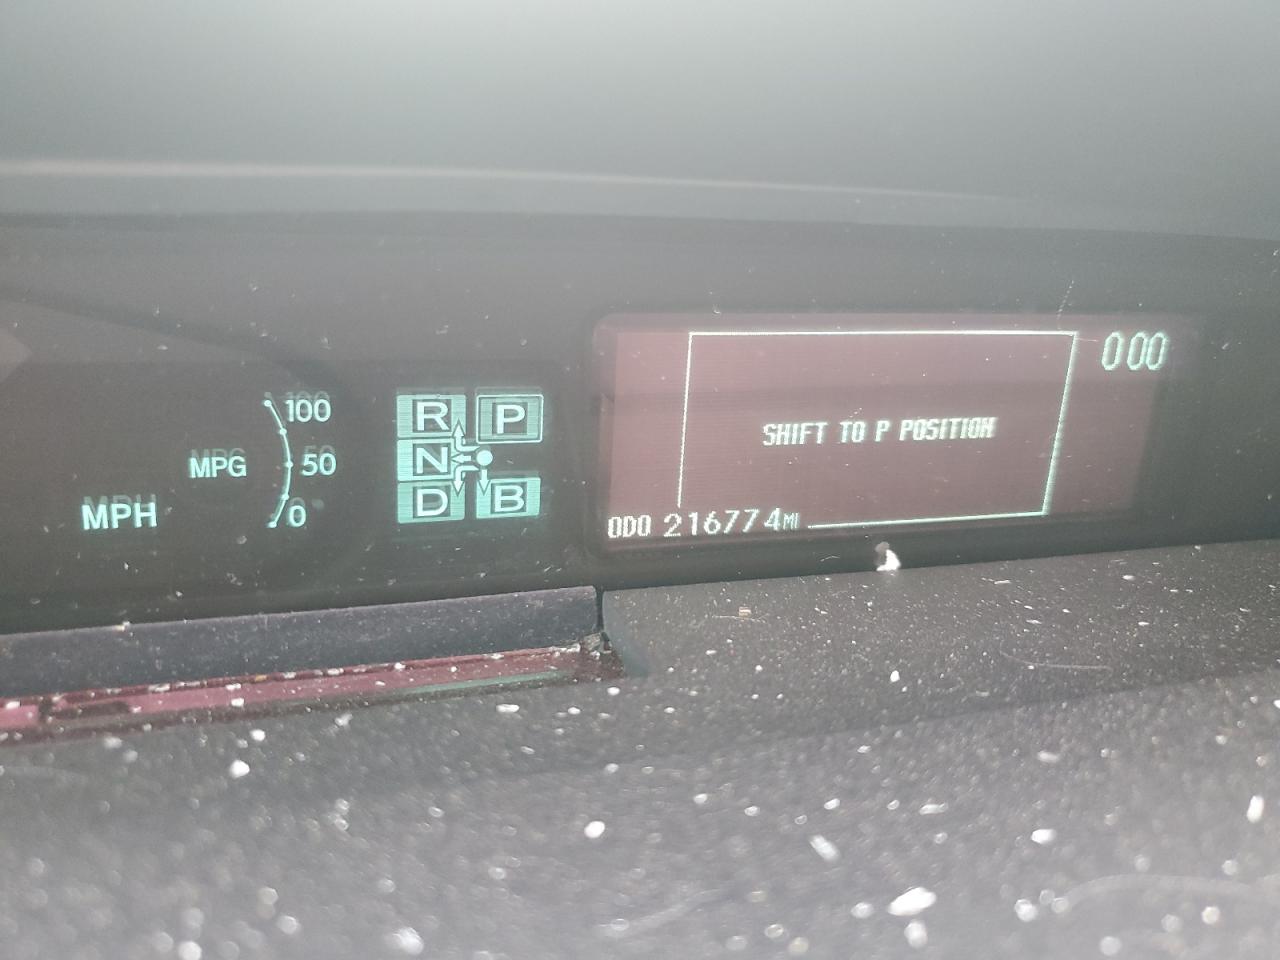 100
MPG 50
MPH 0
R P
N
D B
0 00
SHIFT TO P POSITION
ODO 216774 MI